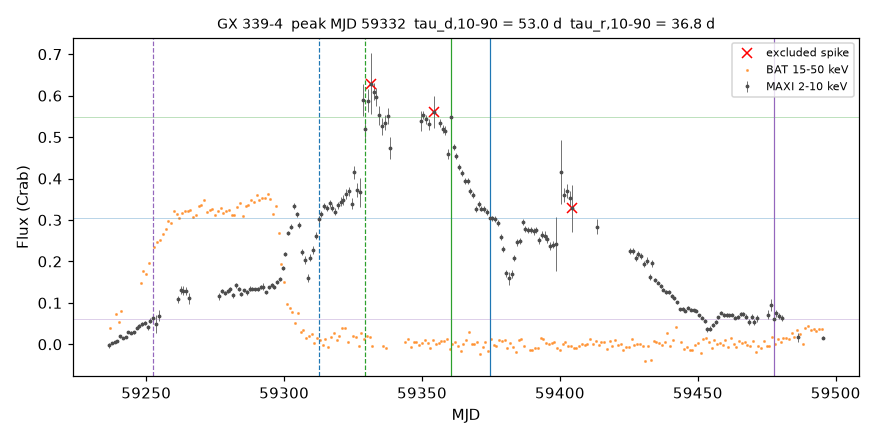 GX 339-4  peak MJD 59332  tau_d,10-90 = 53.0 d  tau_r,10-90 = 36.8 d
excluded spike
BAT 15-50 keV
MAXI 2-10 keV
Flux (Crab)
0.7
0.6
0.5
0.4
0.3
0.2
0.1
0.0
59250
59300
59350
59400
59450
59500
MJD